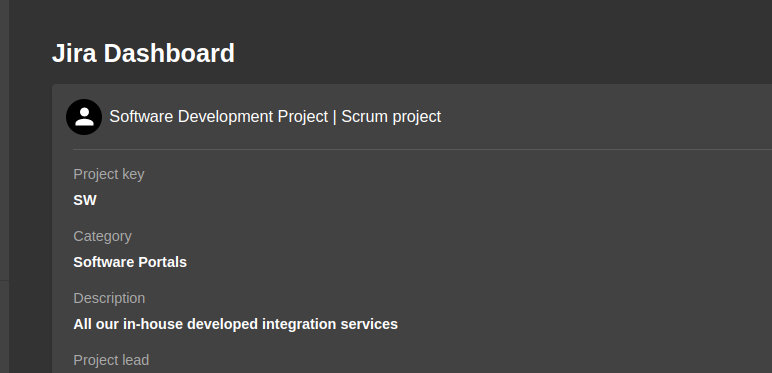 Jira Dashboard
Software Development Project | Scrum project
Project key
SW
Category
Software Portals
Description
All our in-house developed integration services
Project lead